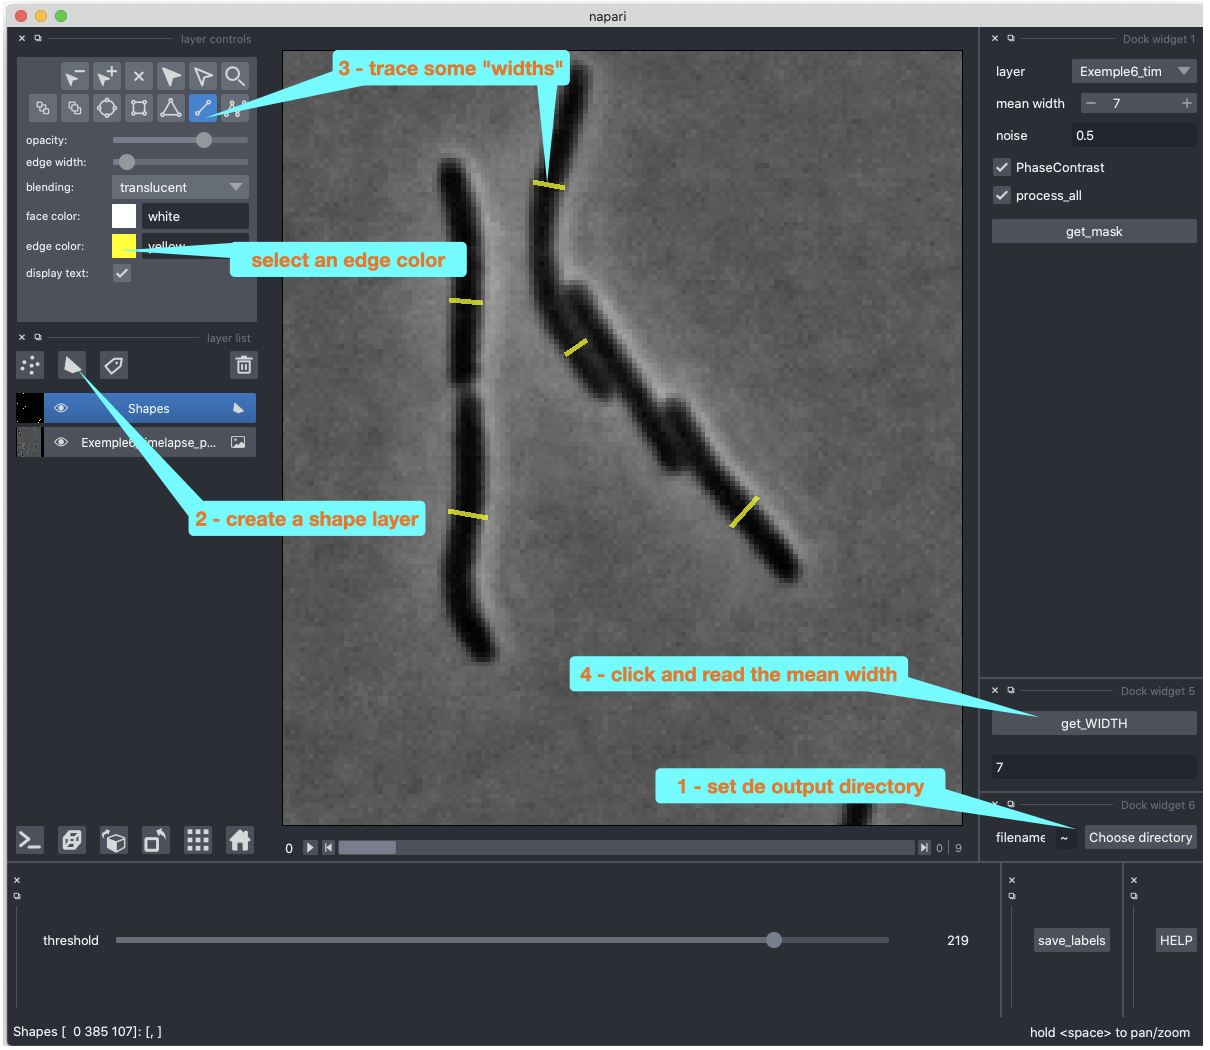 napari
layer controls
3 - trace some "widths"
opacity:
edge width:
blending:
translucent
face color:
white
edge color:
yellow
select an edge color
display text:
layer list
Shapes
Exemple6_timelapse_p...
2 - create a shape layer
4 - click and read the mean width
1 - set de output directory
Dock widget 1
layer
Exemple6_tim
mean width
7
noise
0.5
PhaseContrast
process_all
get_mask
Dock widget 5
get_WIDTH
7
Dock widget 6
filename
~
Choose directory
0
0 | 9
threshold
219
save_labels
HELP
Shapes [ 0 385 107]: [, ]
hold <space> to pan/zoom